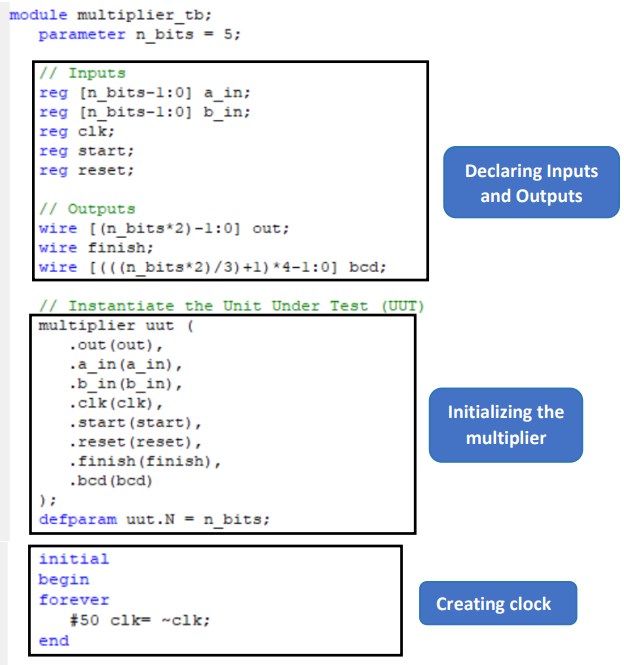 module multiplier_tb;
parameter n_bits = 5;
// Inputs
reg [n_bits-1:0] a_in;
reg [n_bits-1:0] b_in;
reg clk;
reg start;
reg reset;
// Outputs
wire [(n_bits*2)-1:0] out;
wire finish;
wire [(((n_bits*2)/3)+1)*4-1:0] bcd;
Declaring Inputs
and Outputs
// Instantiate the Unit Under Test (UUT)
multiplier uut (
.out(out),
.a_in(a_in),
.b_in(b_in),
.clk(clk),
.start(start),
.reset(reset),
.finish(finish),
.bcd(bcd)
);
defparam uut.N = n_bits;
Initializing the
multiplier
initial
begin
forever
#50 clk= ~clk;
end
Creating clock